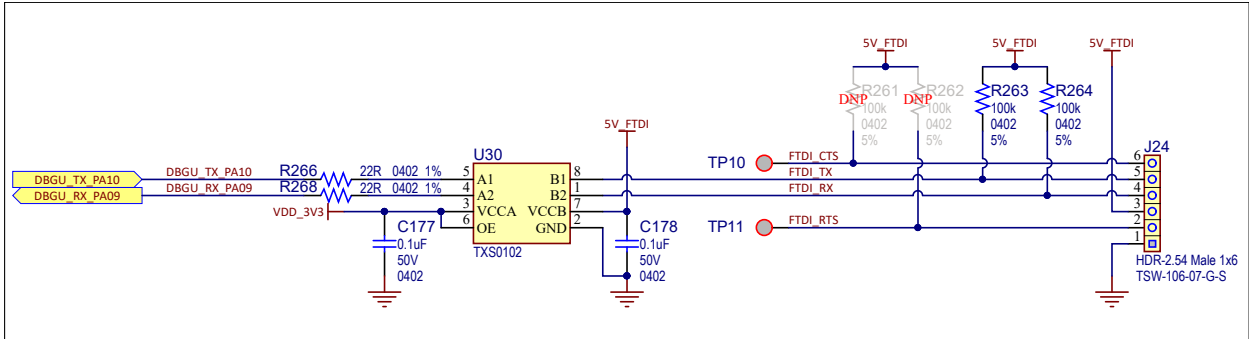 5V_FTDI
5V_FTDI
5V_FTDI
R261
100k
0402
5%
DNP
R262
100k
0402
5%
DNP
R263
100k
0402
5%
R264
100k
0402
5%
5V_FTDI
U30
J24
TP10
FTDI_CTS
6
DBGU_TX_PA10
DBGU_TX_PA10
R266
22R 0402 1%
5
A1
B1
8
FTDI_TX
5
DBGU_RX_PA09
DBGU_RX_PA09
R268
22R 0402 1%
4
A2
B2
1
FTDI_RX
4
VDD_3V3
3
VCCA
VCCB
7
3
6
OE
GND
2
TP11
FTDI_RTS
2
1
TXS0102
C177
0.1uF
50V
0402
C178
0.1uF
50V
0402
HDR-2.54 Male 1x6
TSW-106-07-G-S